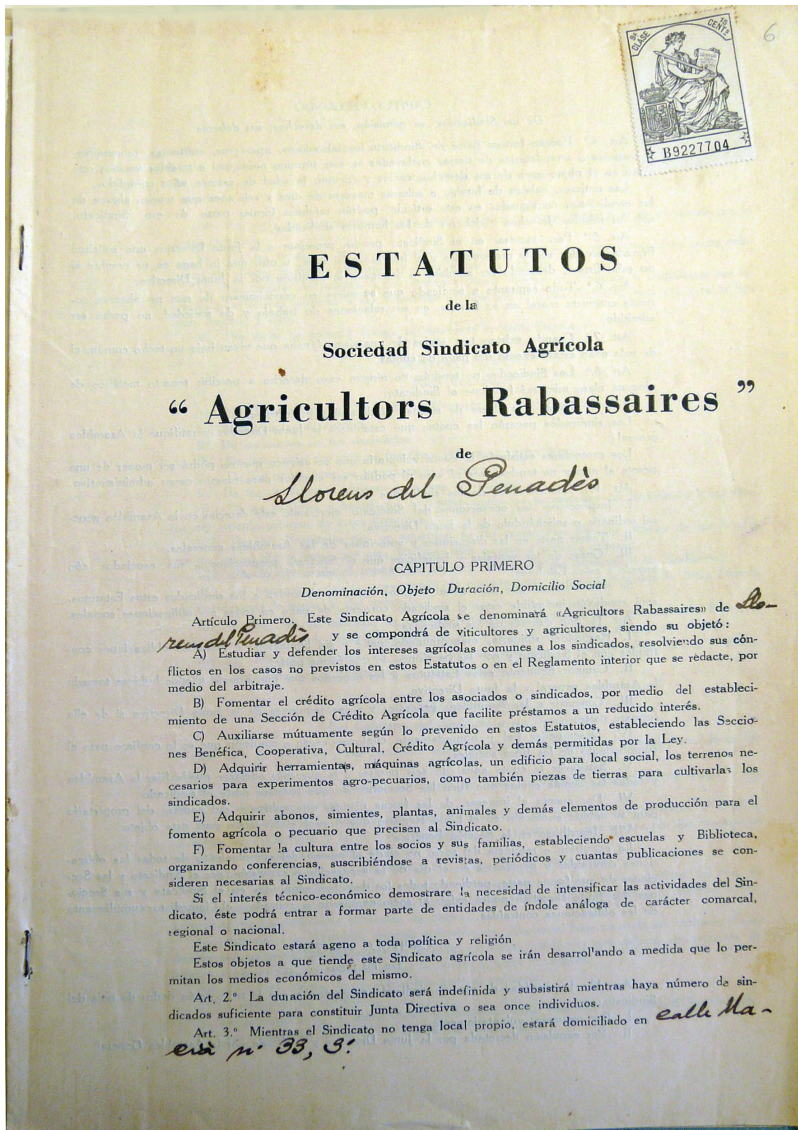 6
9ª CLASE 15 CENTS
B9227704
ESTATUTOS
de la
Sociedad Sindicato Agrícola
“ Agricultors Rabassaires ”
de
Llorens del Penadès
CAPITULO PRIMERO
Denominación, Objeto Duración, Domicilio Social
Artículo Primero. Este Sindicato Agrícola se denominará «Agricultors Rabassaires» de Llo-
rens del Penadès y se compondrá de viticultores y agricultores, siendo su objetó :
A) Estudiar y defender los intereses agrícolas comunes a los sindicados, resolviendo sus cón-
flictos en los casos no previstos en estos Estatutos o en el Reglamento interior que se redacte, por
medio del arbitraje.
B) Fomentar el crédito agrícola entre los asociados o sindicados, por medio del estableci-
miento de una Sección de Crédito Agrícola que facilite préstamos a un reducido interés.
C) Auxiliarse mútuamente según lo prevenido en estos Estatutos, estableciendo las Seccio-
nes Benéfica, Cooperativa, Cultural, Crédito Agrícola y demás permitidas por la Ley.
D) Adquirir herramientas, máquinas agrícolas, un edificio para local social, los terrenos ne-
cesarios para experimentos agro-pecuarios, como también piezas de tierras para cultivarlas los
sindicados.
E) Adquirir abonos, simientes, plantas, animales y demás elementos de producción para el
fomento agrícola o pecuario que precisen al Sindicato.
F) Fomentar la cultura entre los socios y sus familias, estableciendo escuelas y Biblioteca,
organizando conferencias, suscribiéndose a revistas, periódicos y cuantas publicaciones se con-
sideren necesarias al Sindicato.
Si el interés técnico-económico demostrare la necesidad de intensificar las actividades del Sin-
dicato, éste podrá entrar a formar parte de entidades de índole análoga de carácter comarcal,
regional o nacional.
Este Sindicato estará ageno a toda política y religión
Estos objetos a que tiende este Sindicato agrícola se irán desarrollando a medida que lo per-
mitan los medios económicos del mismo.
Art. 2.º La duración del Sindicato será indefinida y subsistirá mientras haya número de sin-
dicados suficiente para constituir Junta Directiva o sea once individuos.
Art. 3.º Mientras el Sindicato no tenga local propio, estará domiciliado en calle Ma-
cià nº 33, 3º.